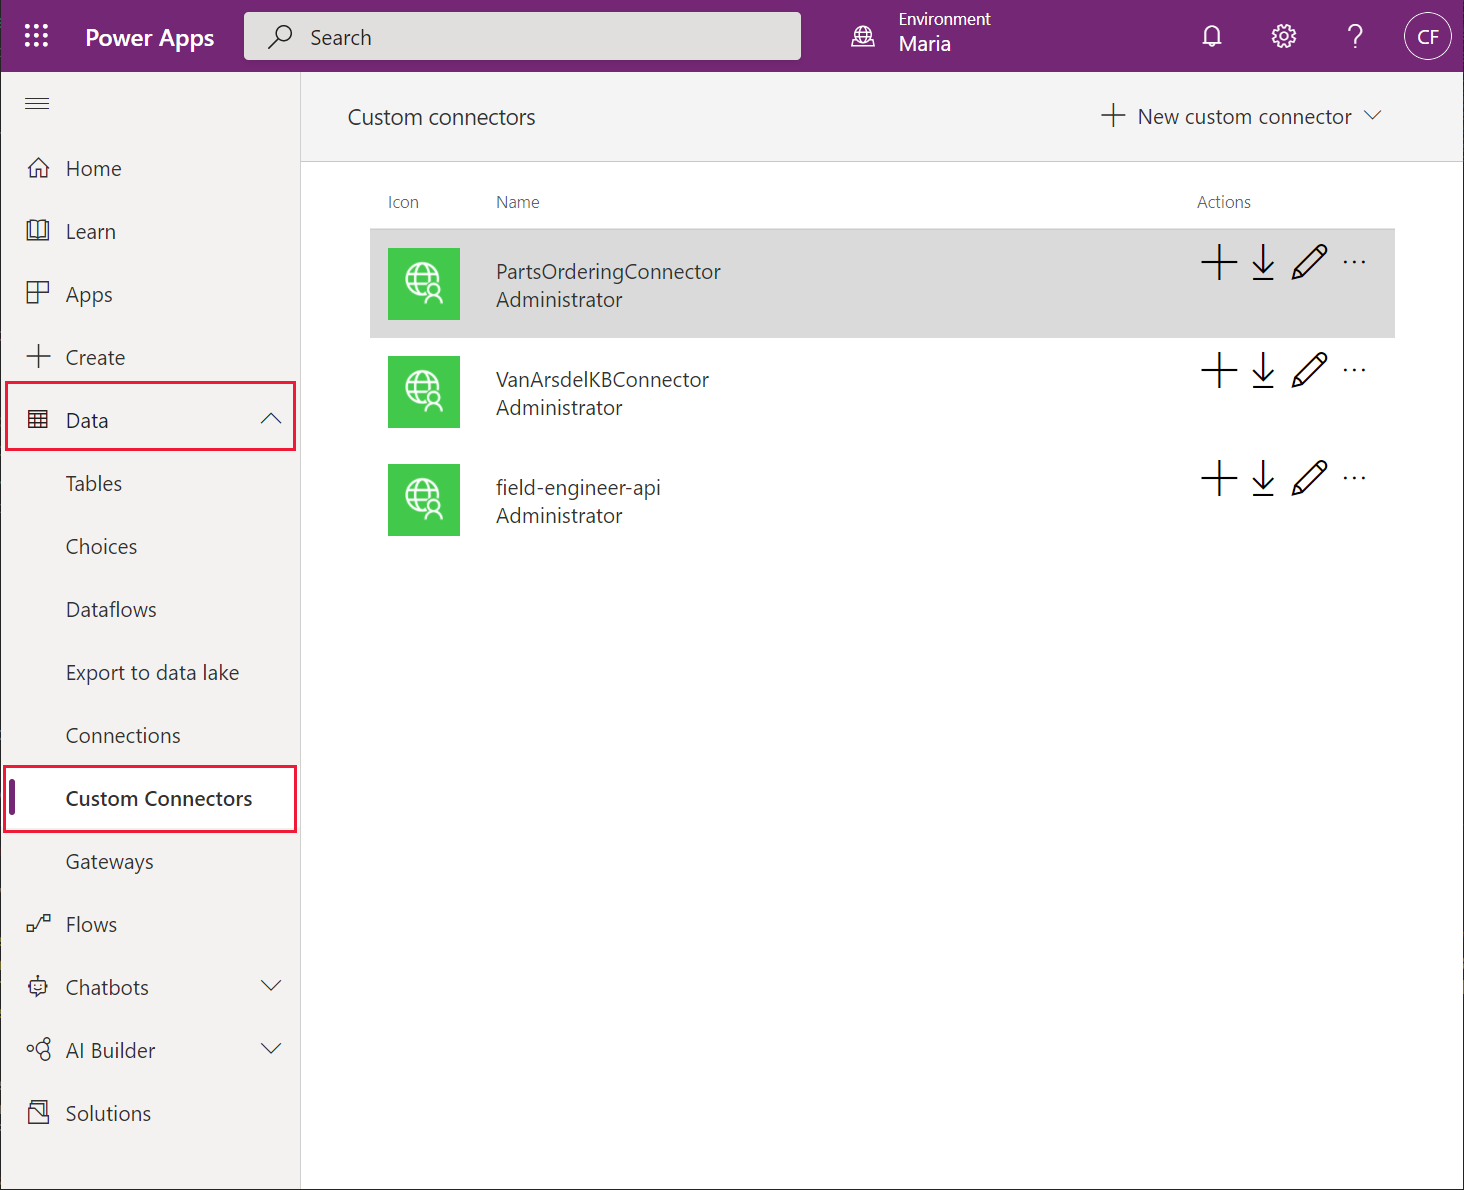 Power Apps
Search
Environment
Maria
CF
Custom connectors
New custom connector
Home
Learn
Apps
Create
Data
Tables
Choices
Dataflows
Export to data lake
Connections
Custom Connectors
Gateways
Flows
Chatbots
AI Builder
Solutions
Icon Name Actions
PartsOrderingConnector
Administrator
VanArsdelKBConnector
Administrator
field-engineer-api
Administrator